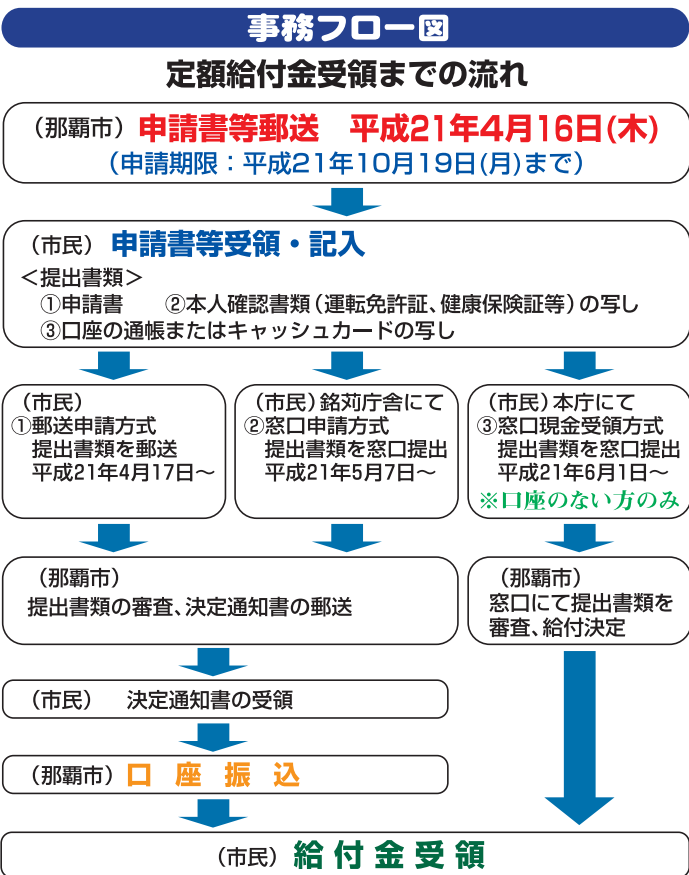 事務フロー図
定額給付金受領までの流れ
（那覇市）申請書等郵送　平成21年4月16日(木)
（申請期限：平成21年10月19日(月)まで）
（市民）申請書等受領・記入
＜提出書類＞
①申請書　　②本人確認書類（運転免許証、健康保険証等）の写し
③口座の通帳またはキャッシュカードの写し
（市民）
①郵送申請方式
提出書類を郵送
平成21年4月17日～
（市民）銘苅庁舎にて
②窓口申請方式
提出書類を窓口提出
平成21年5月7日～
（市民）本庁にて
③窓口現金受領方式
提出書類を窓口提出
平成21年6月1日～
※口座のない方のみ
（那覇市）
提出書類の審査、決定通知書の郵送
（那覇市）
窓口にて提出書類を
審査、給付決定
（市民）　決定通知書の受領
（那覇市）口　座　振　込
（市民）給 付 金 受 領